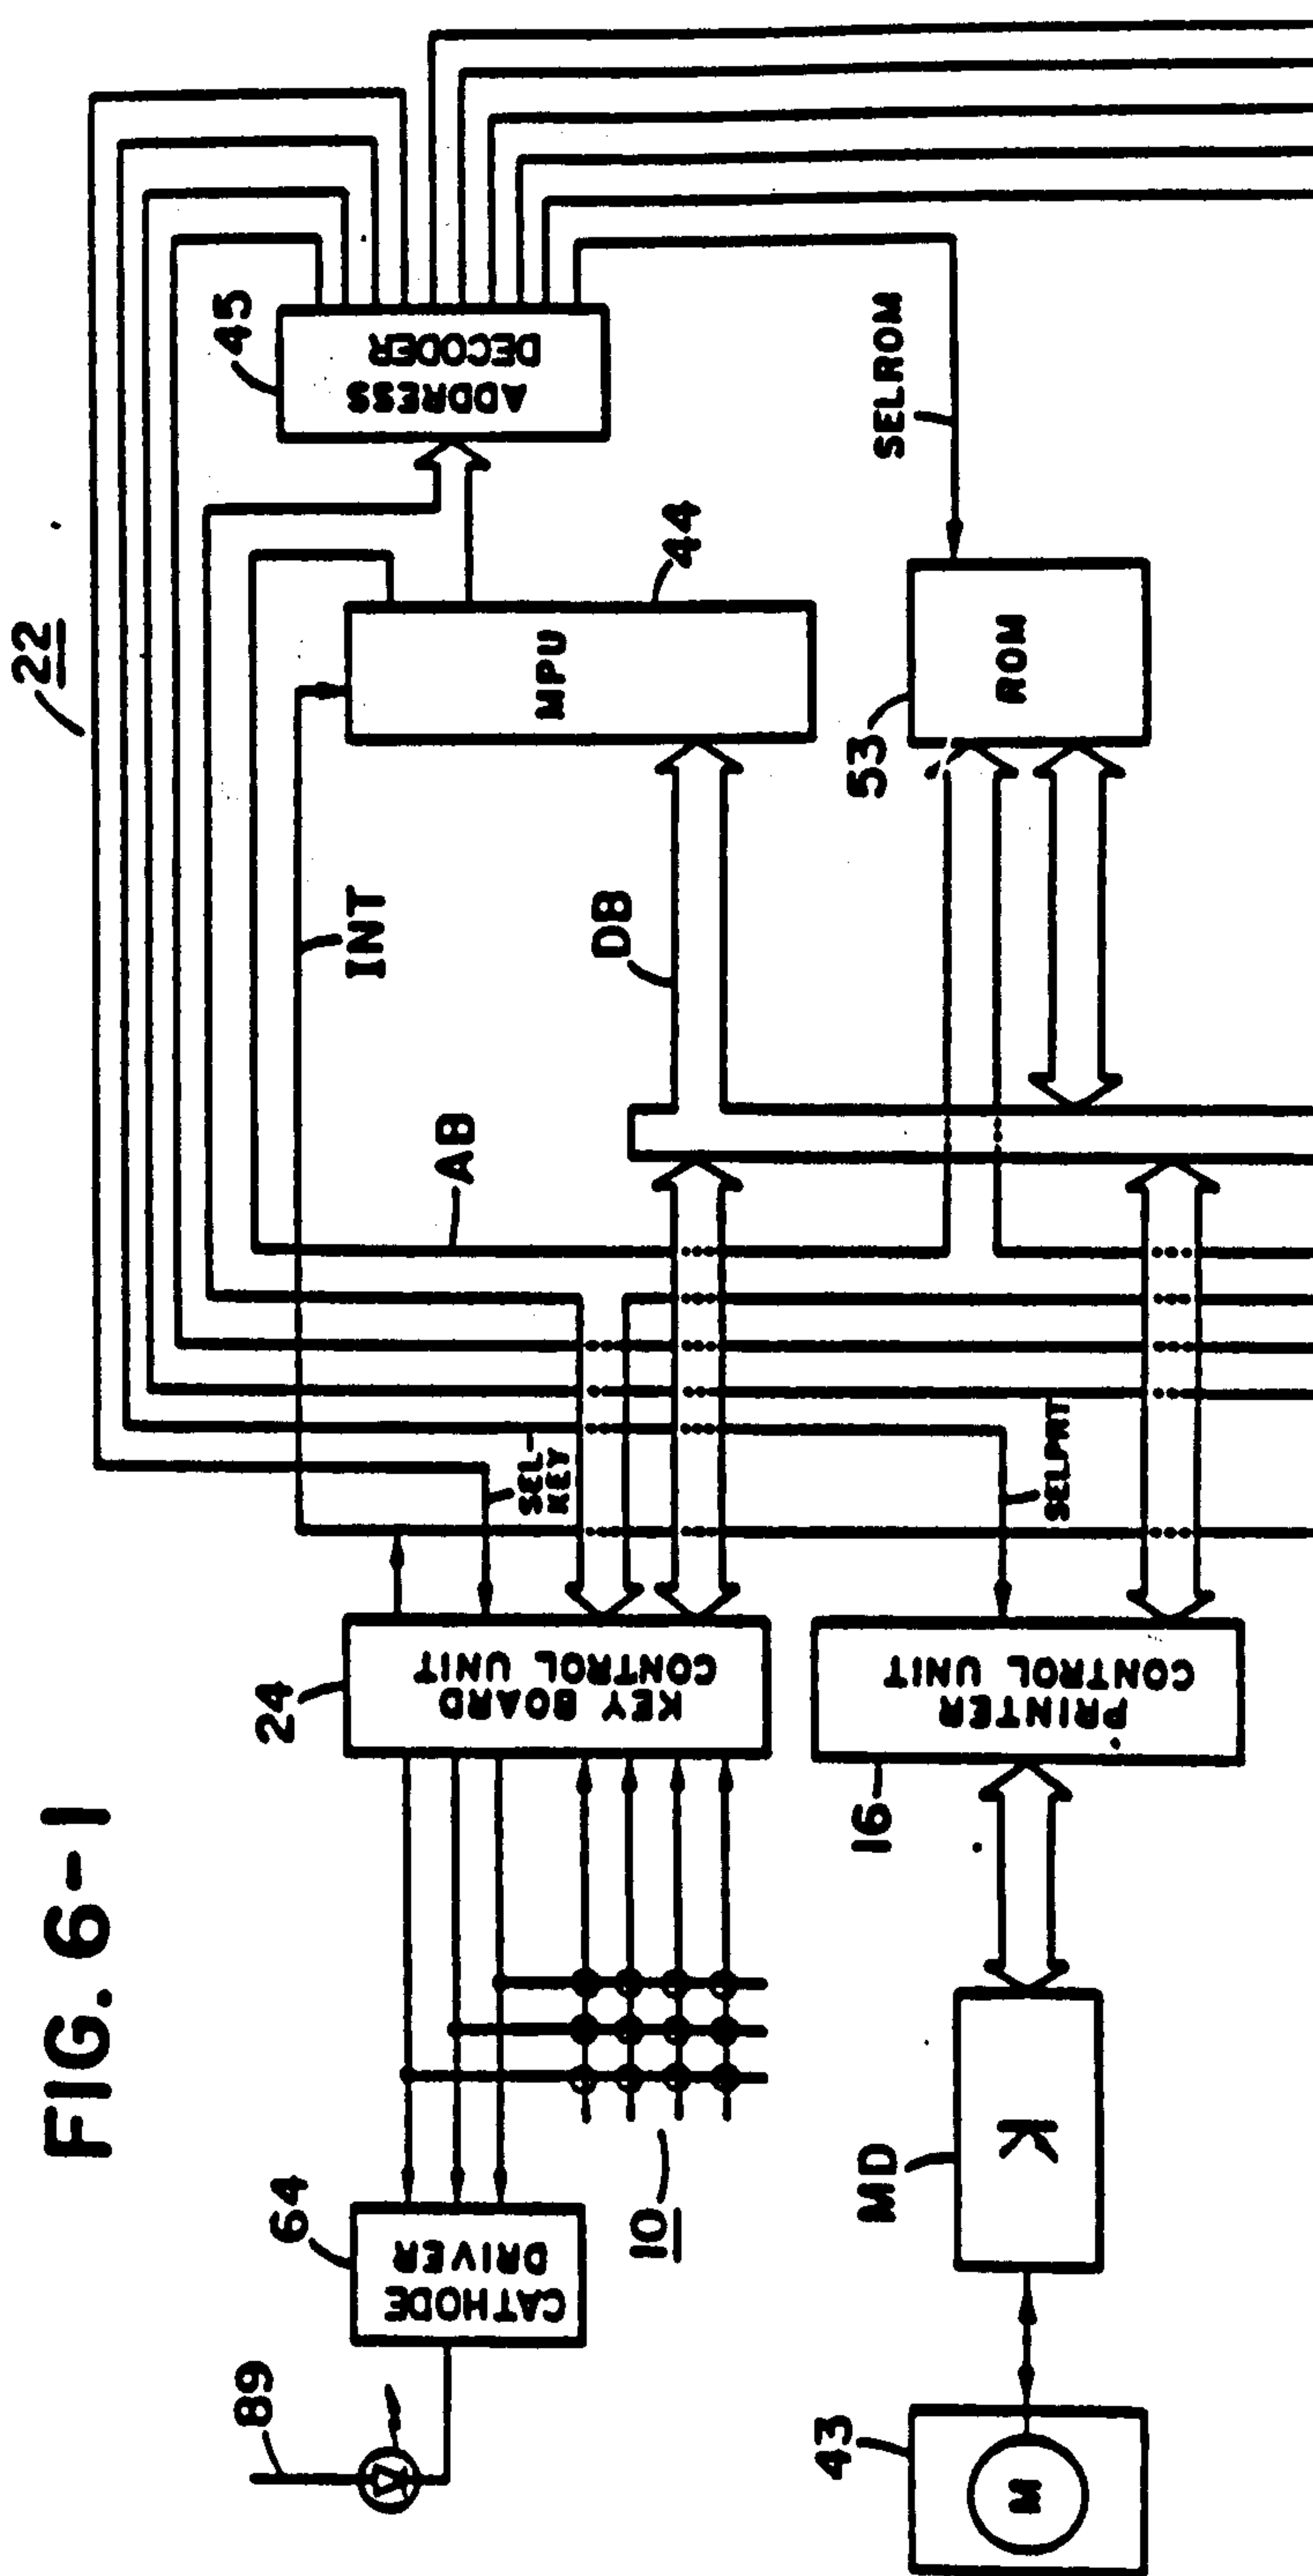 FIG. 6-1
22
89
64
CATHODE
DRIVER
10
24
KEY BOARD
CONTROL UNIT
SEL-
KEY
AB
INT
DB
MPU
44
45
ADDRESS
DECODER
43
M
MD
K
16
PRINTER
CONTROL UNIT
SELPRT
53
ROM
SELROM